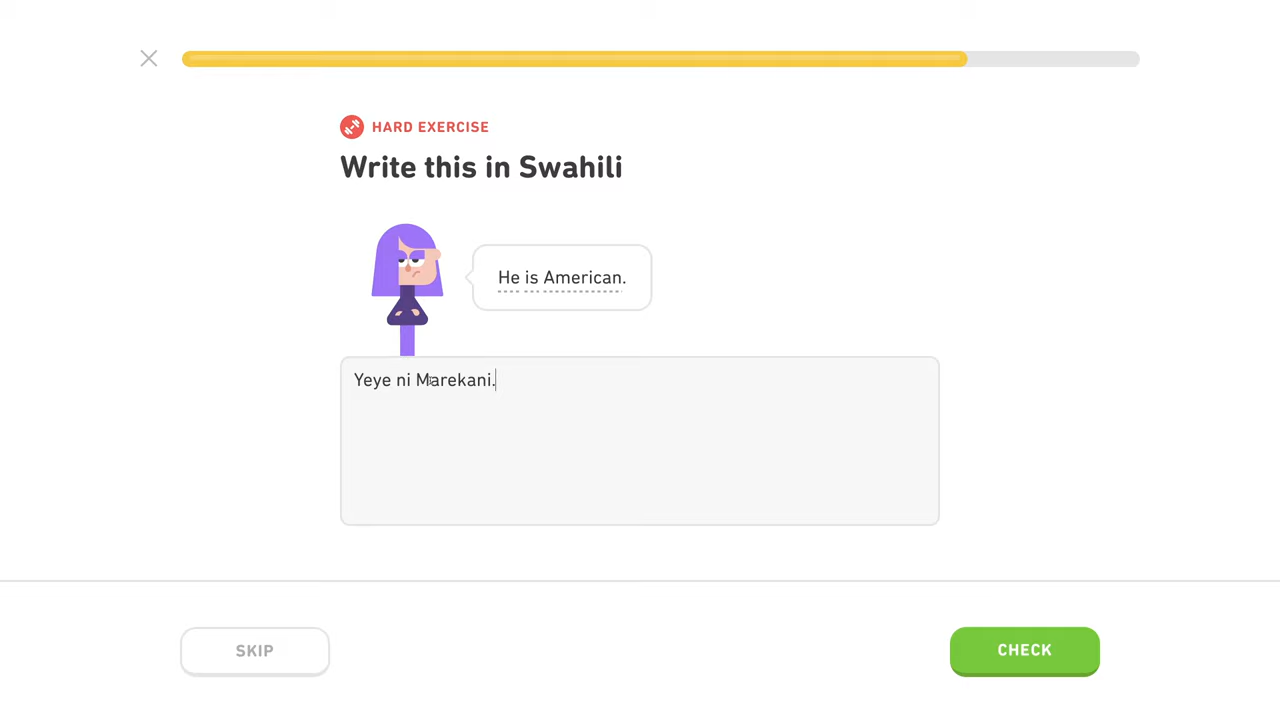 HARD EXERCISE
Write this in Swahili
He is American.
Yeye ni Marekani.
SKIP
CHECK